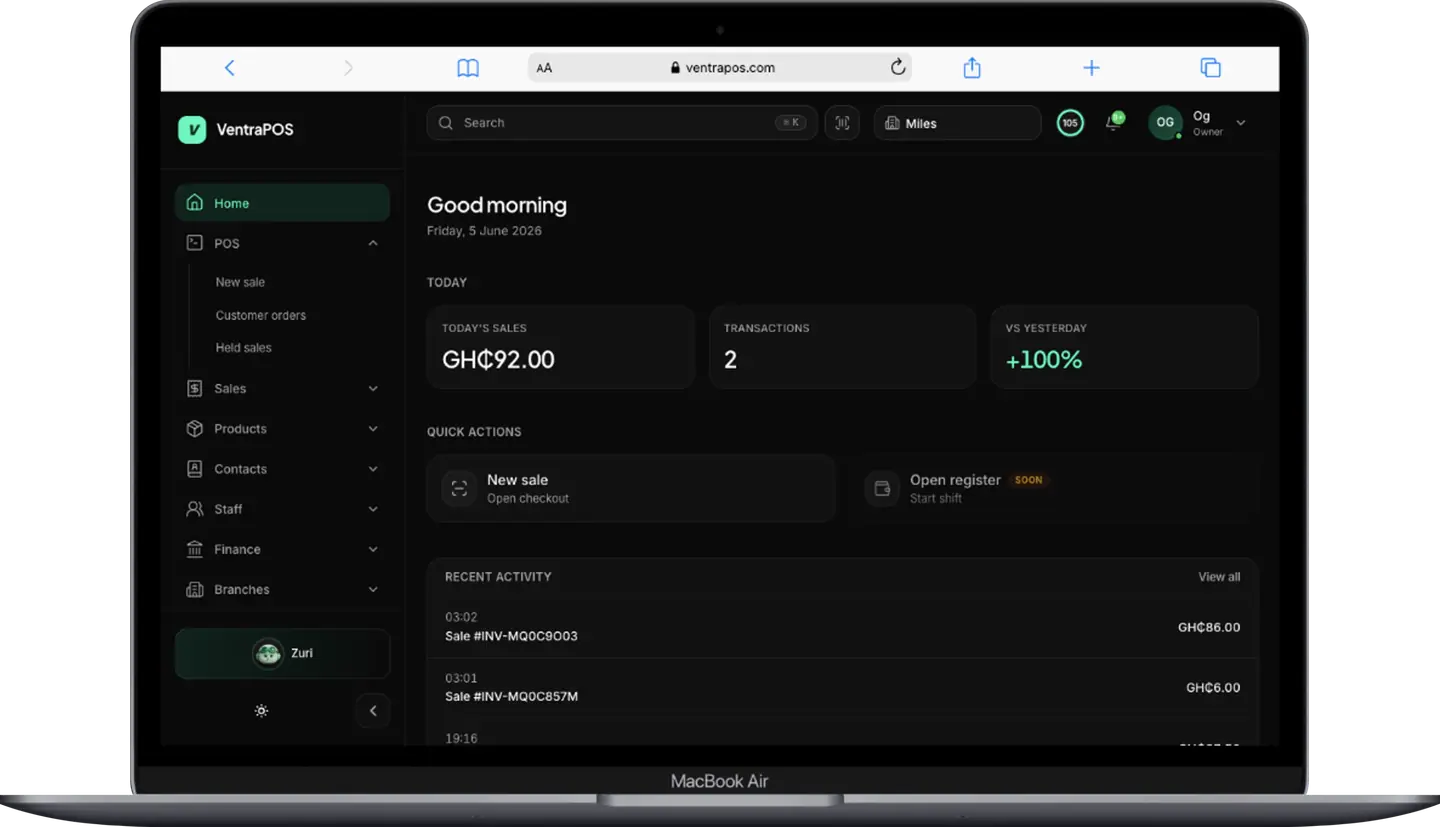 AA
ventrapos.com
VentraPOS
Search
⌘ K
Miles
105
9+
OG
Og
Owner
Home
POS
New sale
Customer orders
Held sales
Sales
Products
Contacts
Staff
Finance
Branches
Zuri
Good morning
Friday, 5 June 2026
TODAY
TODAY'S SALES
GH₵92.00
TRANSACTIONS
2
VS YESTERDAY
+100%
QUICK ACTIONS
New sale
Open checkout
Open register SOON
Start shift
RECENT ACTIVITY
View all
03:02
Sale #INV-MQ0C9O03
GH₵86.00
03:01
Sale #INV-MQ0C857M
GH₵6.00
19:16
MacBook Air